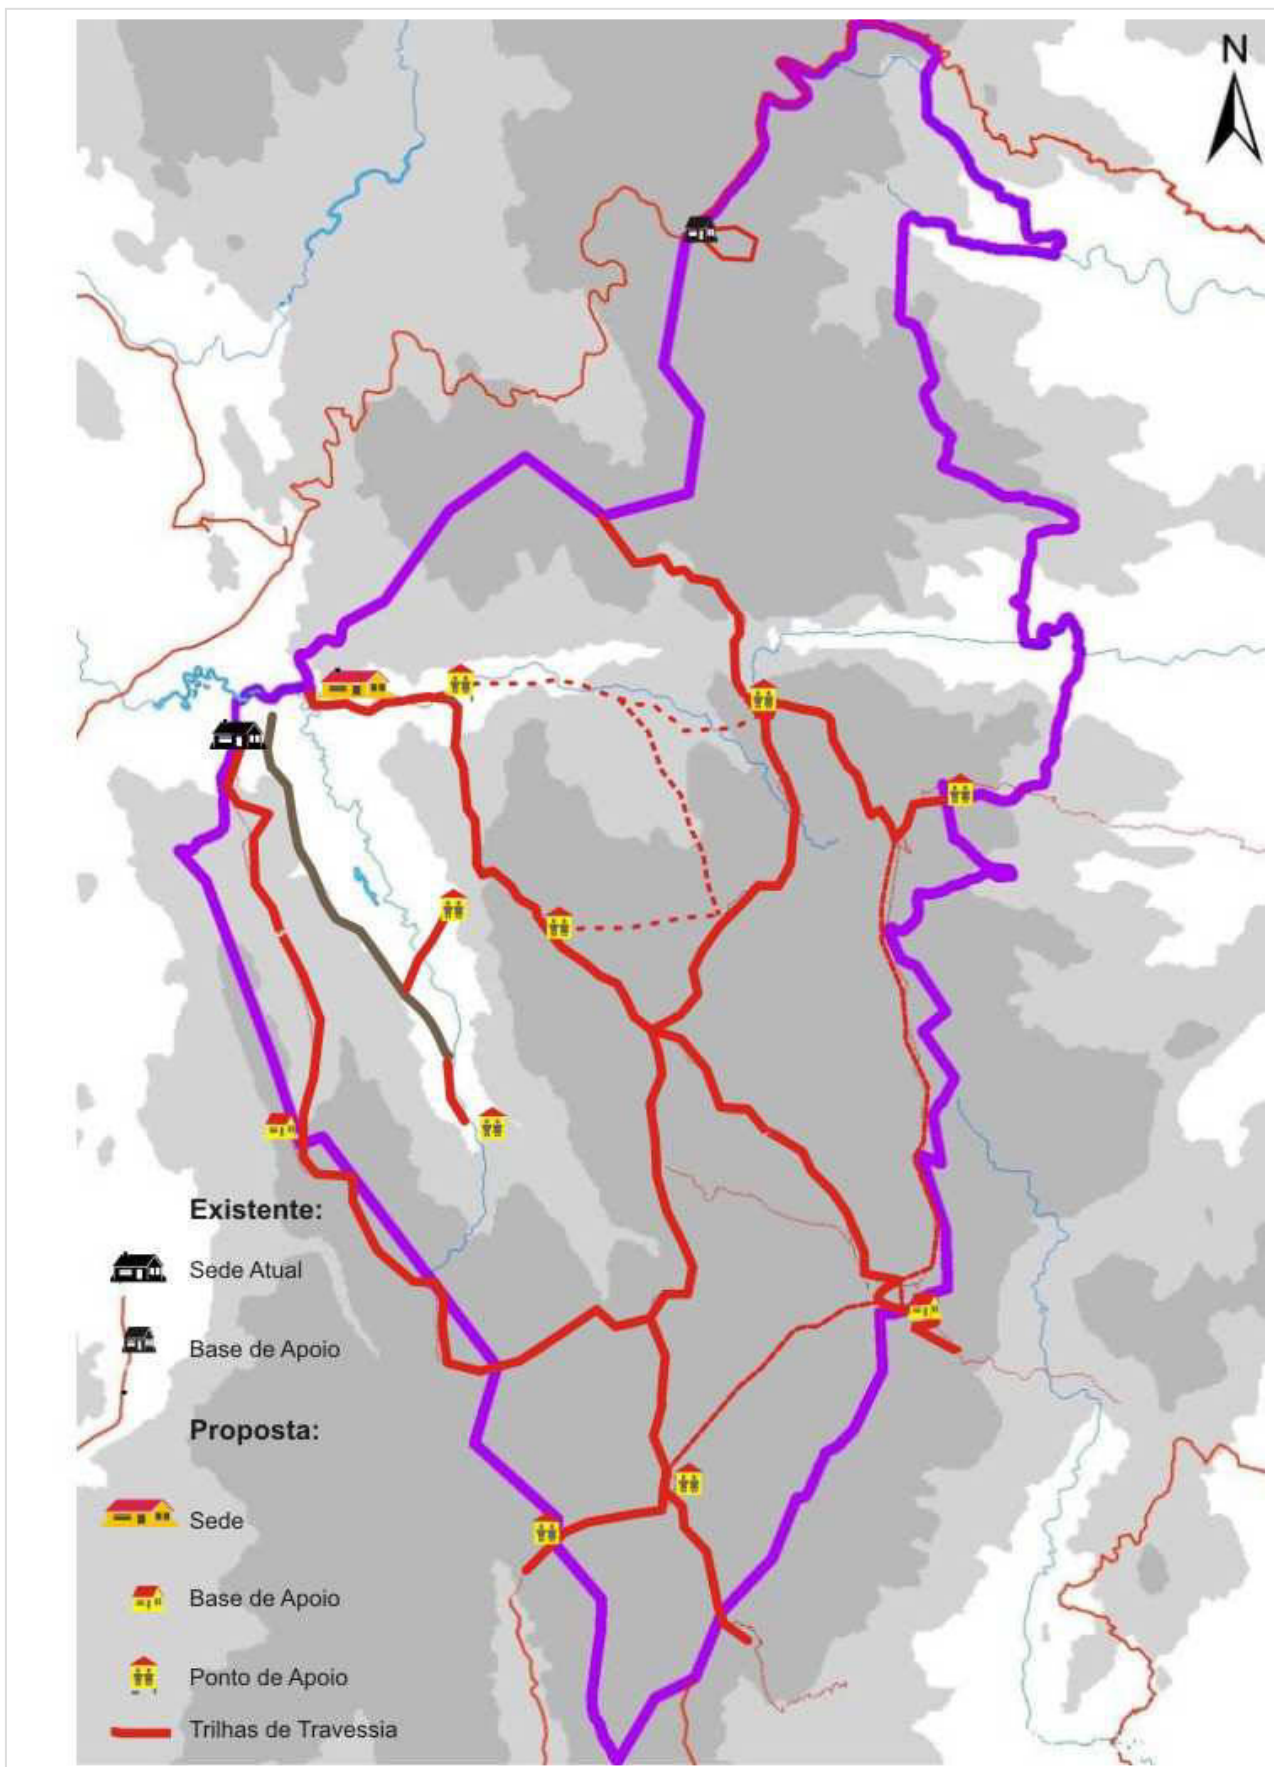 N
Existente:
Sede Atual
Base de Apoio
Proposta:
Sede
Base de Apoio
Ponto de Apoio
Trilhas de Travessia